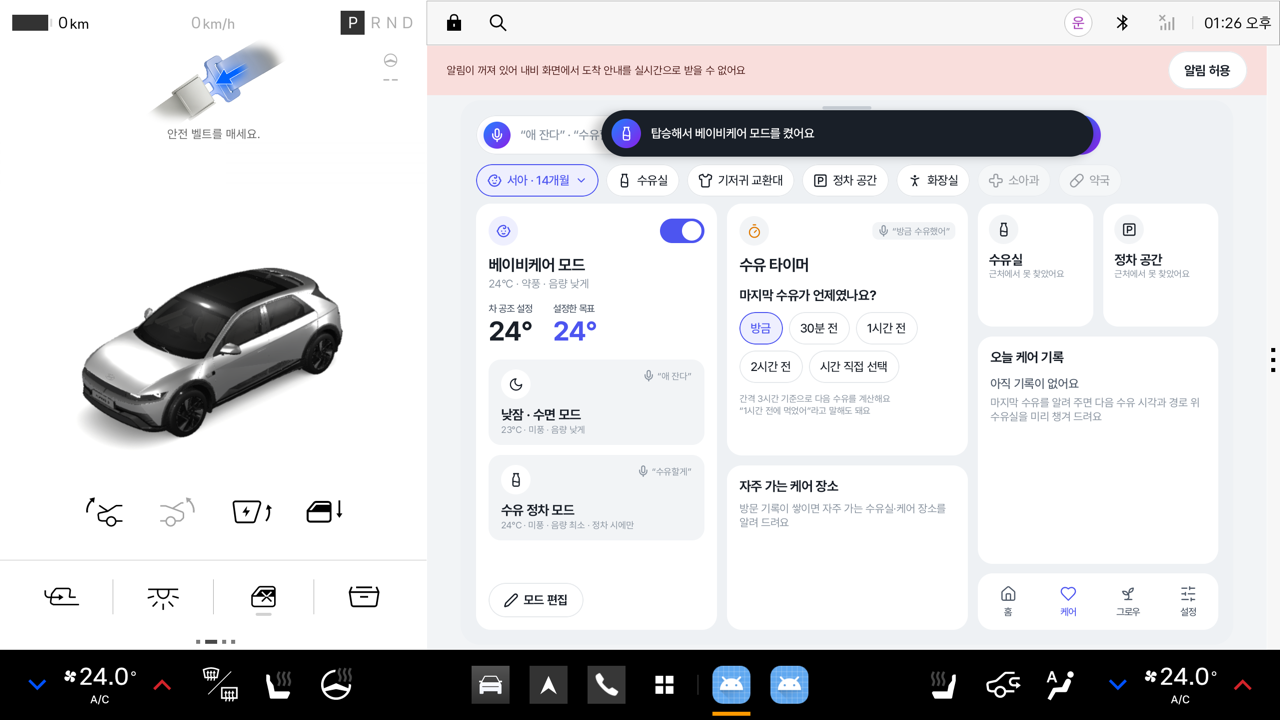 0 km
0 km/h
P R N D
안전 벨트를 매세요.
운
01:26 오후
알림이 꺼져 있어 내비 화면에서 도착 안내를 실시간으로 받을 수 없어요
알림 허용
“애 잔다” · “수유
탑승해서 베이비케어 모드를 켰어요
서아 · 14개월
수유실
기저귀 교환대
정차 공간
화장실
소아과
약국
베이비케어 모드
24°C · 약풍 · 음량 낮게
차 공조 설정
설정한 목표
24°
24°
“애 잔다”
낮잠 · 수면 모드
23°C · 미풍 · 음량 낮게
“수유할게”
수유 정차 모드
24°C · 미풍 · 음량 최소 · 정차 시에만
모드 편집
“방금 수유했어”
수유 타이머
마지막 수유가 언제였나요?
방금
30분 전
1시간 전
2시간 전
시간 직접 선택
간격 3시간 기준으로 다음 수유를 계산해요
“1시간 전에 먹었어”라고 말해도 돼요
자주 가는 케어 장소
방문 기록이 쌓이면 자주 가는 수유실·케어 장소를
알려 드려요
수유실
근처에서 못 찾았어요
정차 공간
근처에서 못 찾았어요
오늘 케어 기록
아직 기록이 없어요
마지막 수유를 알려 주면 다음 수유 시각과 경로 위
수유실을 미리 챙겨 드려요
홈
케어
그로우
설정
24.0°
A/C
A
24.0°
A/C